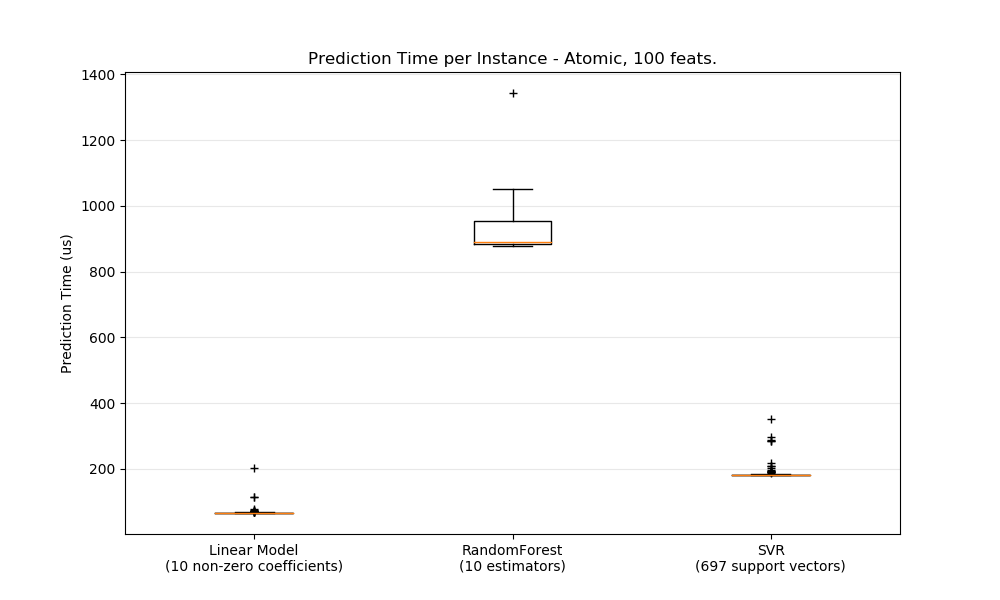 Prediction Time per Instance - Atomic, 100 feats.
1400
1200
1000
800
600
400
200
Prediction Time (us)
Linear Model
(10 non-zero coefficients)
RandomForest
(10 estimators)
SVR
(697 support vectors)